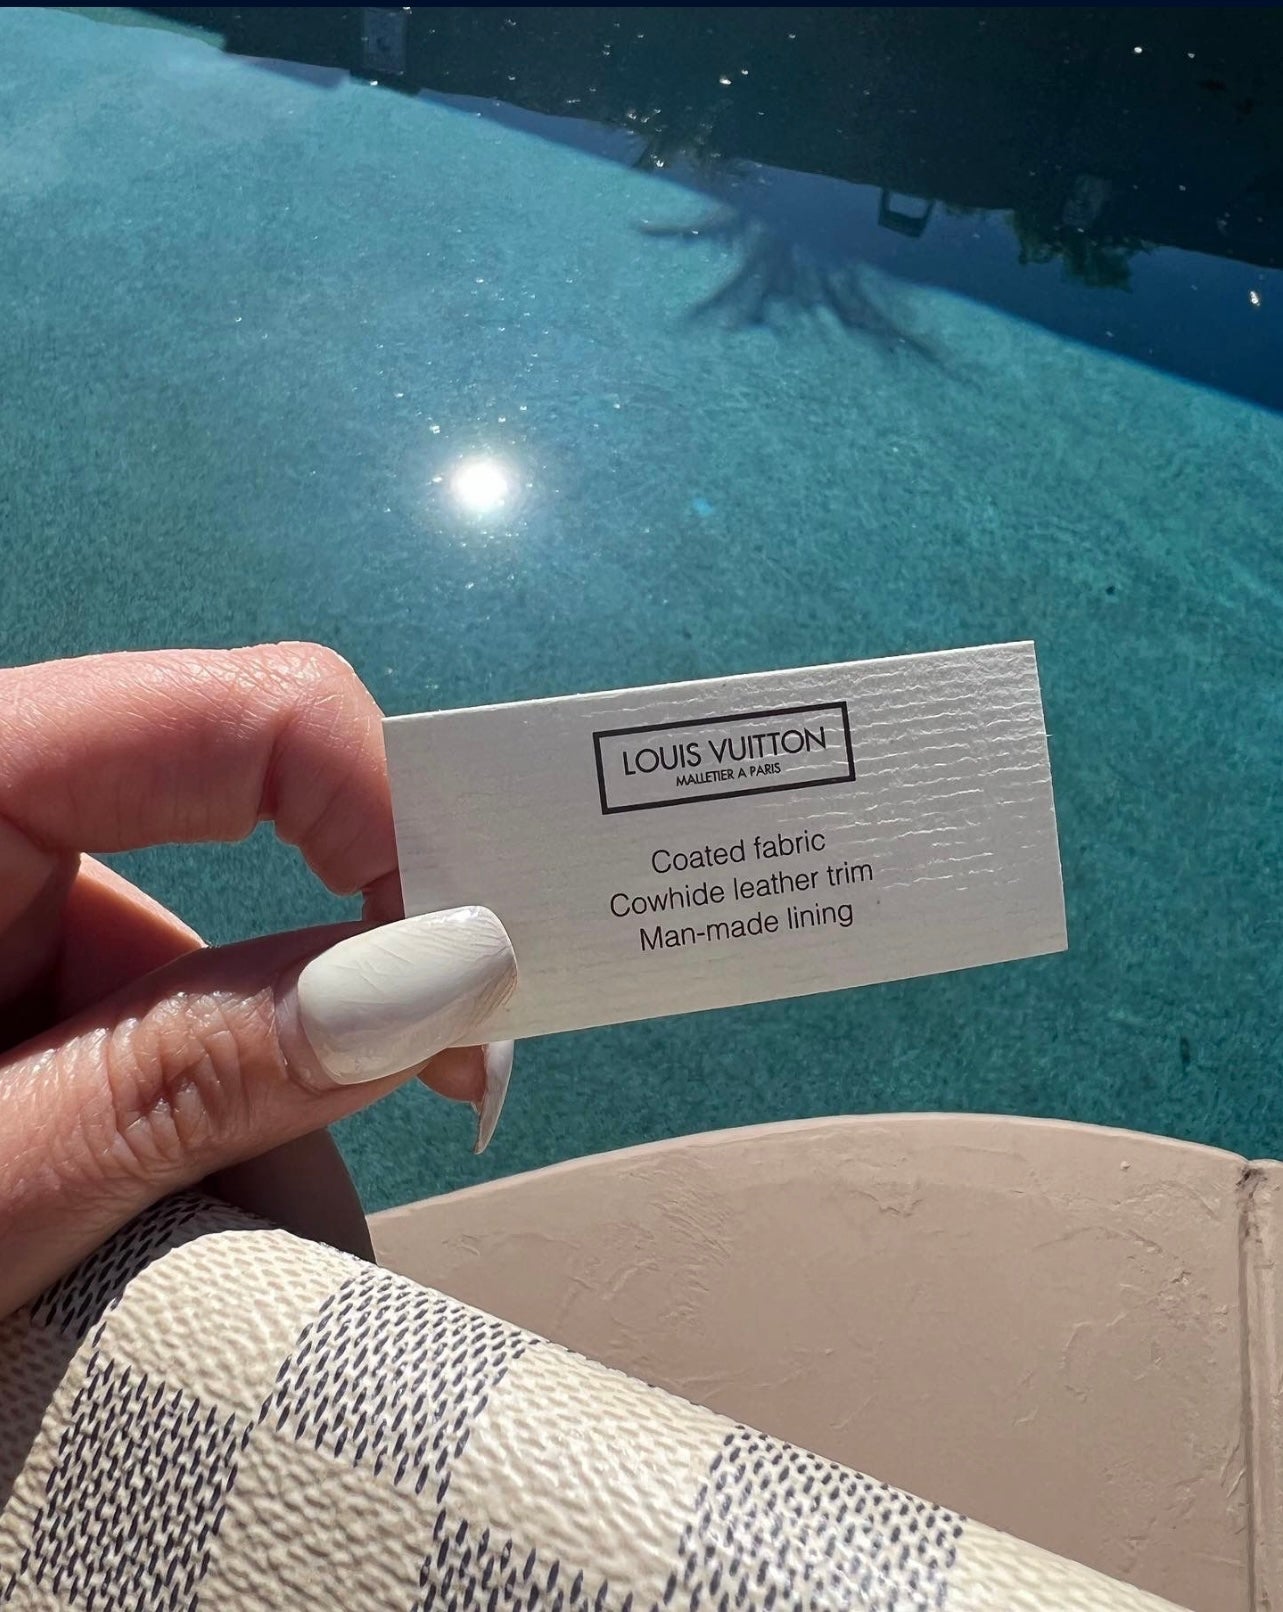 LOUIS VUITTON
MALLETIER A PARIS
Coated fabric
Cowhide leather trim
Man-made lining